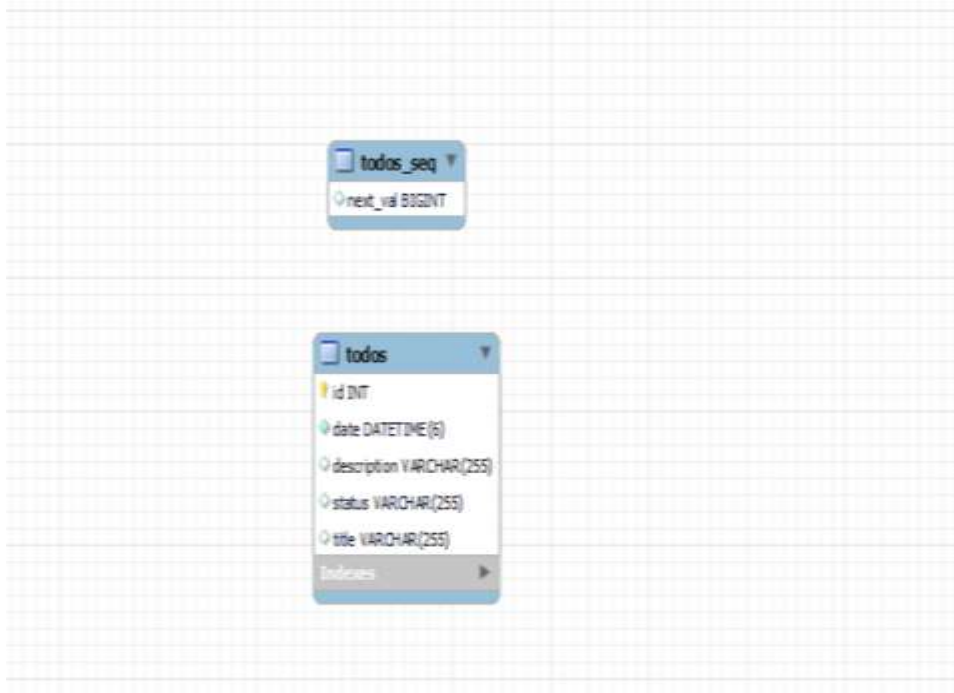 todos_seq
next_val BIGINT
todos
id INT
date DATETIME(6)
description VARCHAR(255)
status VARCHAR(255)
title VARCHAR(255)
Indexes